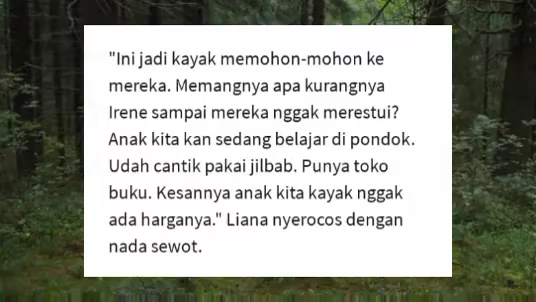 "Ini jadi kayak memohon-mohon ke
mereka. Memangnya apa kurangnya
Irene sampai mereka nggak merestui?
Anak kita kan sedang belajar di pondok.
Udah cantik pakai jilbab. Punya toko
buku. Kesannya anak kita kayak nggak
ada harganya." Liana nyerocos dengan
nada sewot.